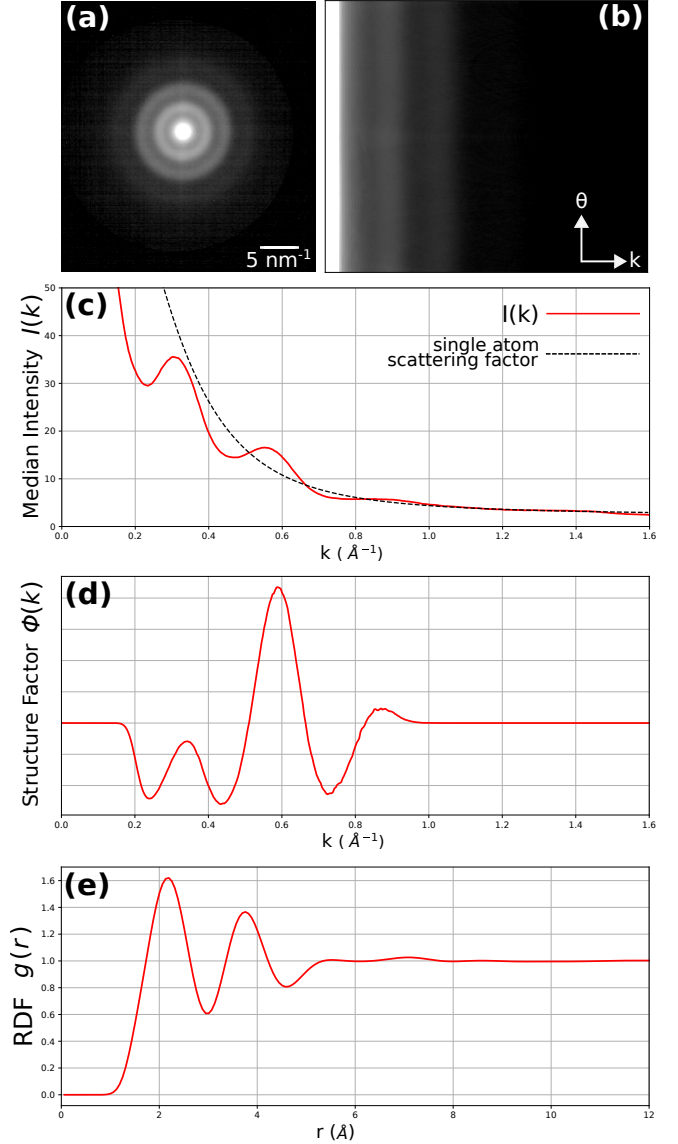 (a)
5 nm⁻¹
(b)
θ
k
(c)
Median Intensity I(k)
50
40
30
20
10
0
I(k)
single atom
scattering factor
0.0 0.2 0.4 0.6 0.8 1.0 1.2 1.4 1.6
k ( Å⁻¹)
(d)
Structure Factor Φ(k)
0.0 0.2 0.4 0.6 0.8 1.0 1.2 1.4 1.6
k ( Å⁻¹)
(e)
RDF g(r)
1.6
1.4
1.2
1.0
0.8
0.6
0.4
0.2
0.0
0 2 4 6 8 10 12
r (Å)